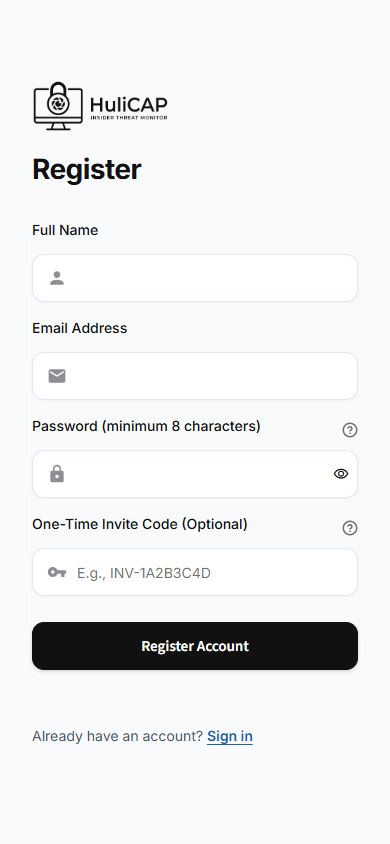 HuliCAP
INSIDER THREAT MONITOR
Register
Full Name
Email Address
Password (minimum 8 characters)
One-Time Invite Code (Optional)
E.g., INV-1A2B3C4D
Register Account
Already have an account? Sign in